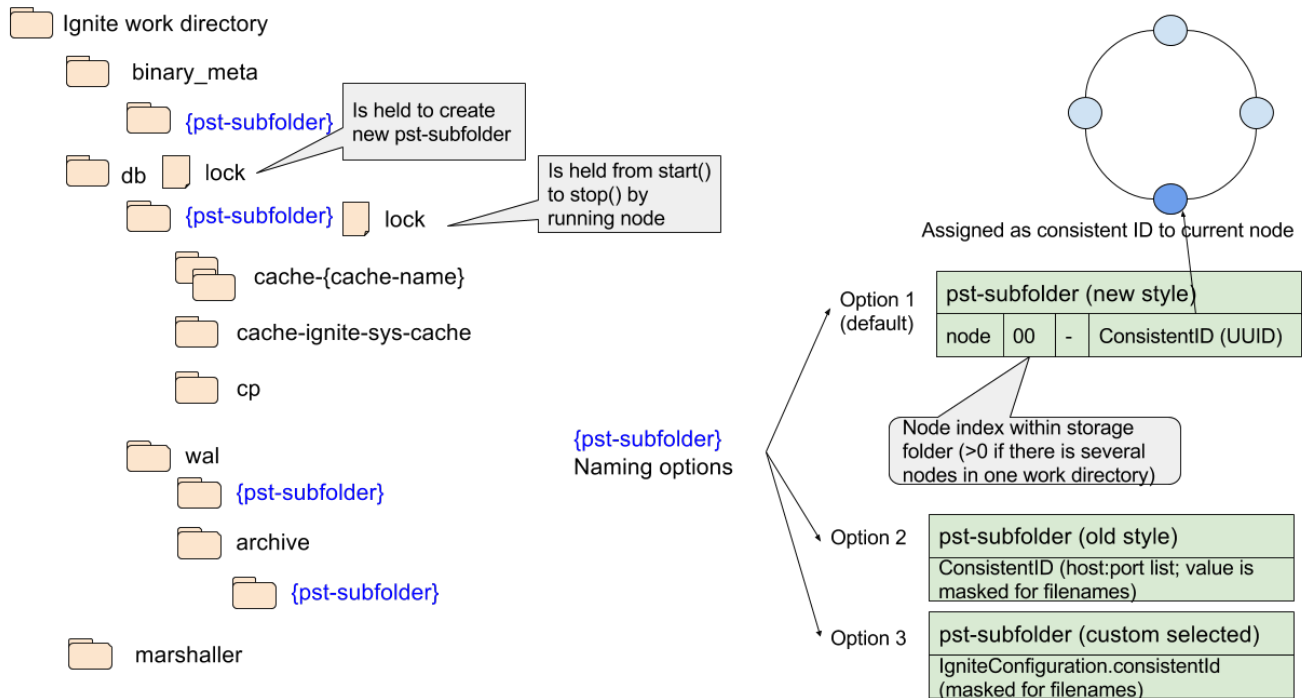 Ignite work directory
binary_meta
{pst-subfolder}
Is held to create
new pst-subfolder
db
lock
Is held from start()
to stop() by
running node
{pst-subfolder}
lock
cache-{cache-name}
cache-ignite-sys-cache
cp
wal
{pst-subfolder}
archive
{pst-subfolder}
marshaller
Assigned as consistent ID to current node
{pst-subfolder}
Naming options
Option 1
(default)
pst-subfolder (new style)
node 00 - ConsistentID (UUID)
Node index within storage
folder (>0 if there is several
nodes in one work directory)
Option 2
pst-subfolder (old style)
ConsistentID (host:port list; value is
masked for filenames)
Option 3
pst-subfolder (custom selected)
IgniteConfiguration.consistentId
(masked for filenames)